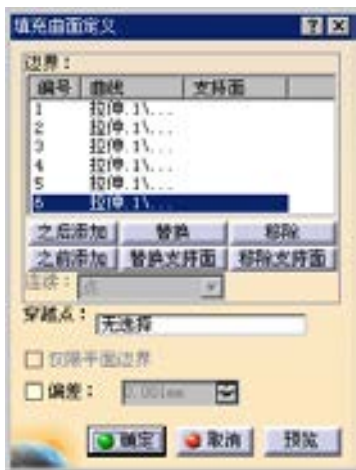 填充曲面定义
边界：
编号 曲线 支持面
1 拉伸.1\...
2 拉伸.1\...
3 拉伸.1\...
4 拉伸.1\...
5 拉伸.1\...
6 拉伸.1\...
之后添加 替换 移除
之前添加 替换支持面 移除支持面
连续： 点
穿越点： 无选择
仅限平面边界
偏差： 0.001mm
确定 取消 预览